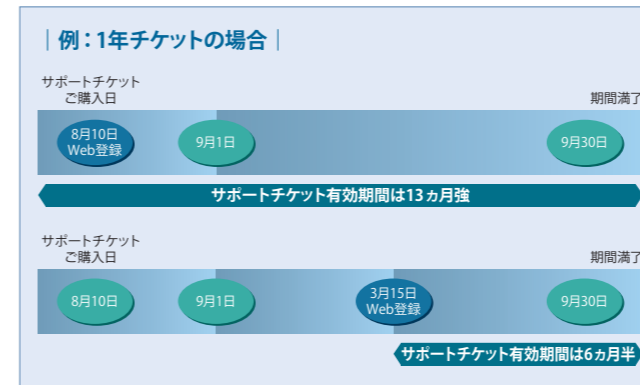 ｜例：1年チケットの場合｜
サポートチケット
ご購入日
期間満了
8月10日
Web登録
9月1日
9月30日
サポートチケット有効期間は13ヵ月強
サポートチケット
ご購入日
期間満了
8月10日
9月1日
3月15日
Web登録
9月30日
サポートチケット有効期間は6ヵ月半